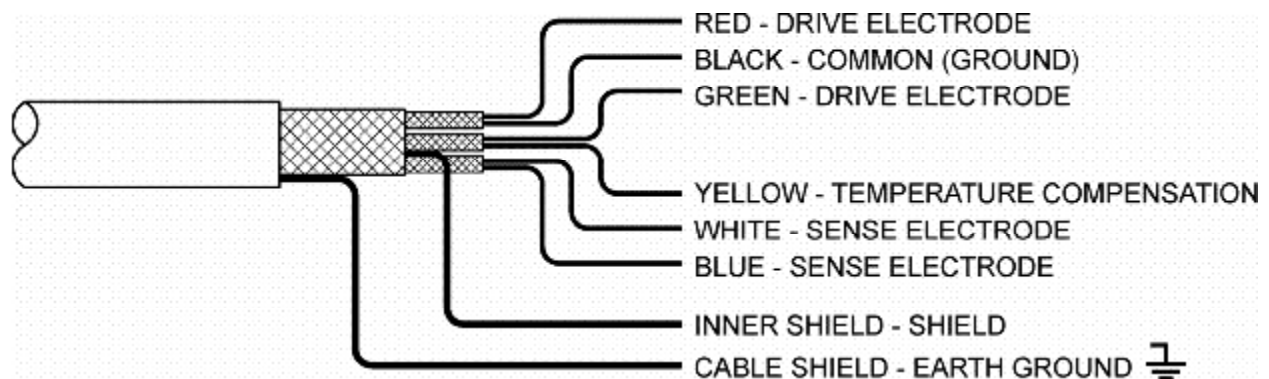 RED - DRIVE ELECTRODE
BLACK - COMMON (GROUND)
GREEN - DRIVE ELECTRODE
YELLOW - TEMPERATURE COMPENSATION
WHITE - SENSE ELECTRODE
BLUE - SENSE ELECTRODE
INNER SHIELD - SHIELD
CABLE SHIELD - EARTH GROUND